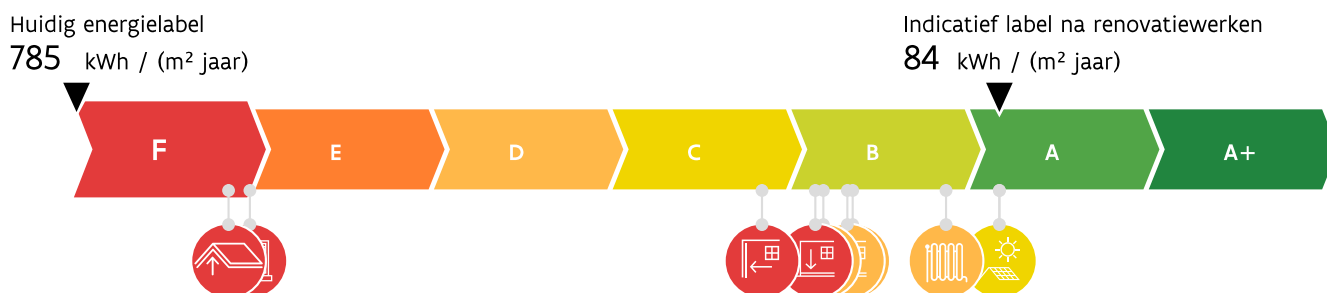 Huidig energielabel
785 kWh / (m² jaar)
Indicatief label na renovatiewerken
84 kWh / (m² jaar)
F E D C B A A+